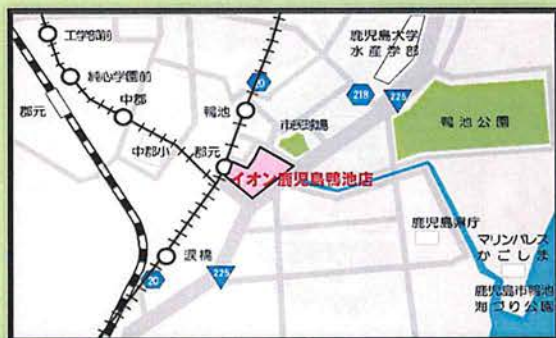 工学部前
純心学園前
中郡
郡元
中郡小
鴨池
郡元
20
市民球場
218
225
鹿児島大学
水産学部
鴨池公園
イオン鹿児島鴨池店
涙橋
20
225
鹿児島県庁
マリンパレス
かごしま
鹿児島市鴨池
海づり公園